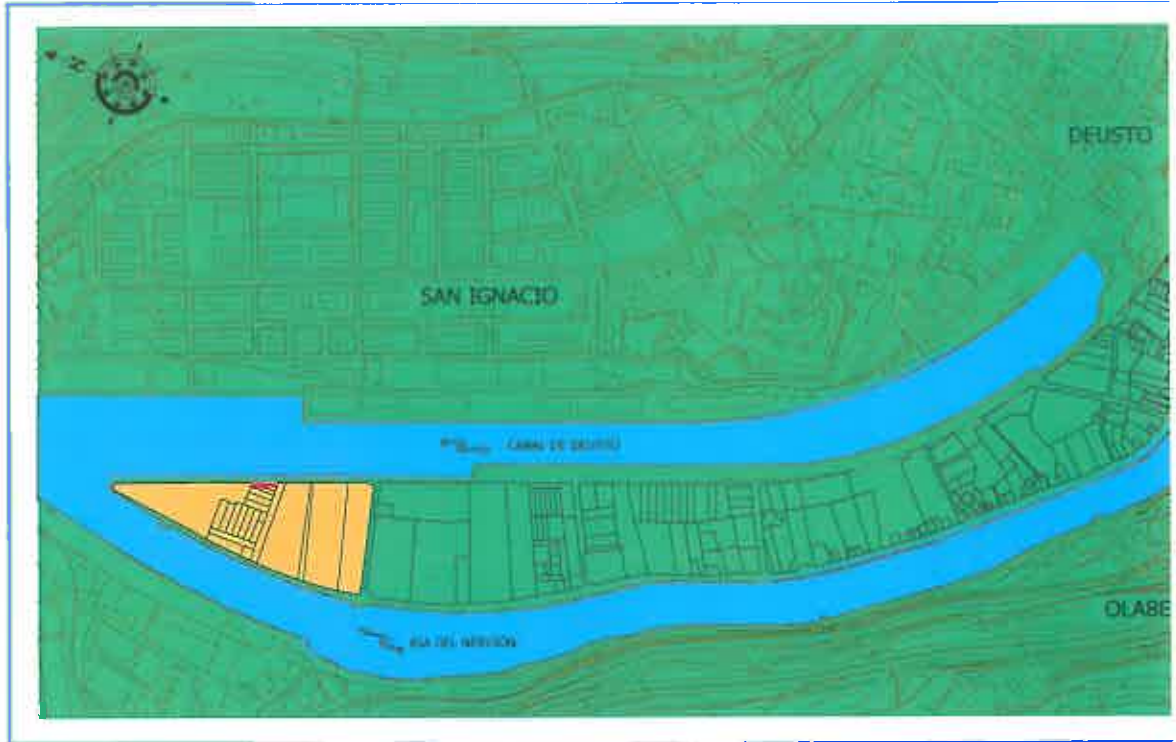 N
DEUSTO
SAN IGNACIO
CANAL DE DEUSTO
RIA DEL NERVION
OLABE